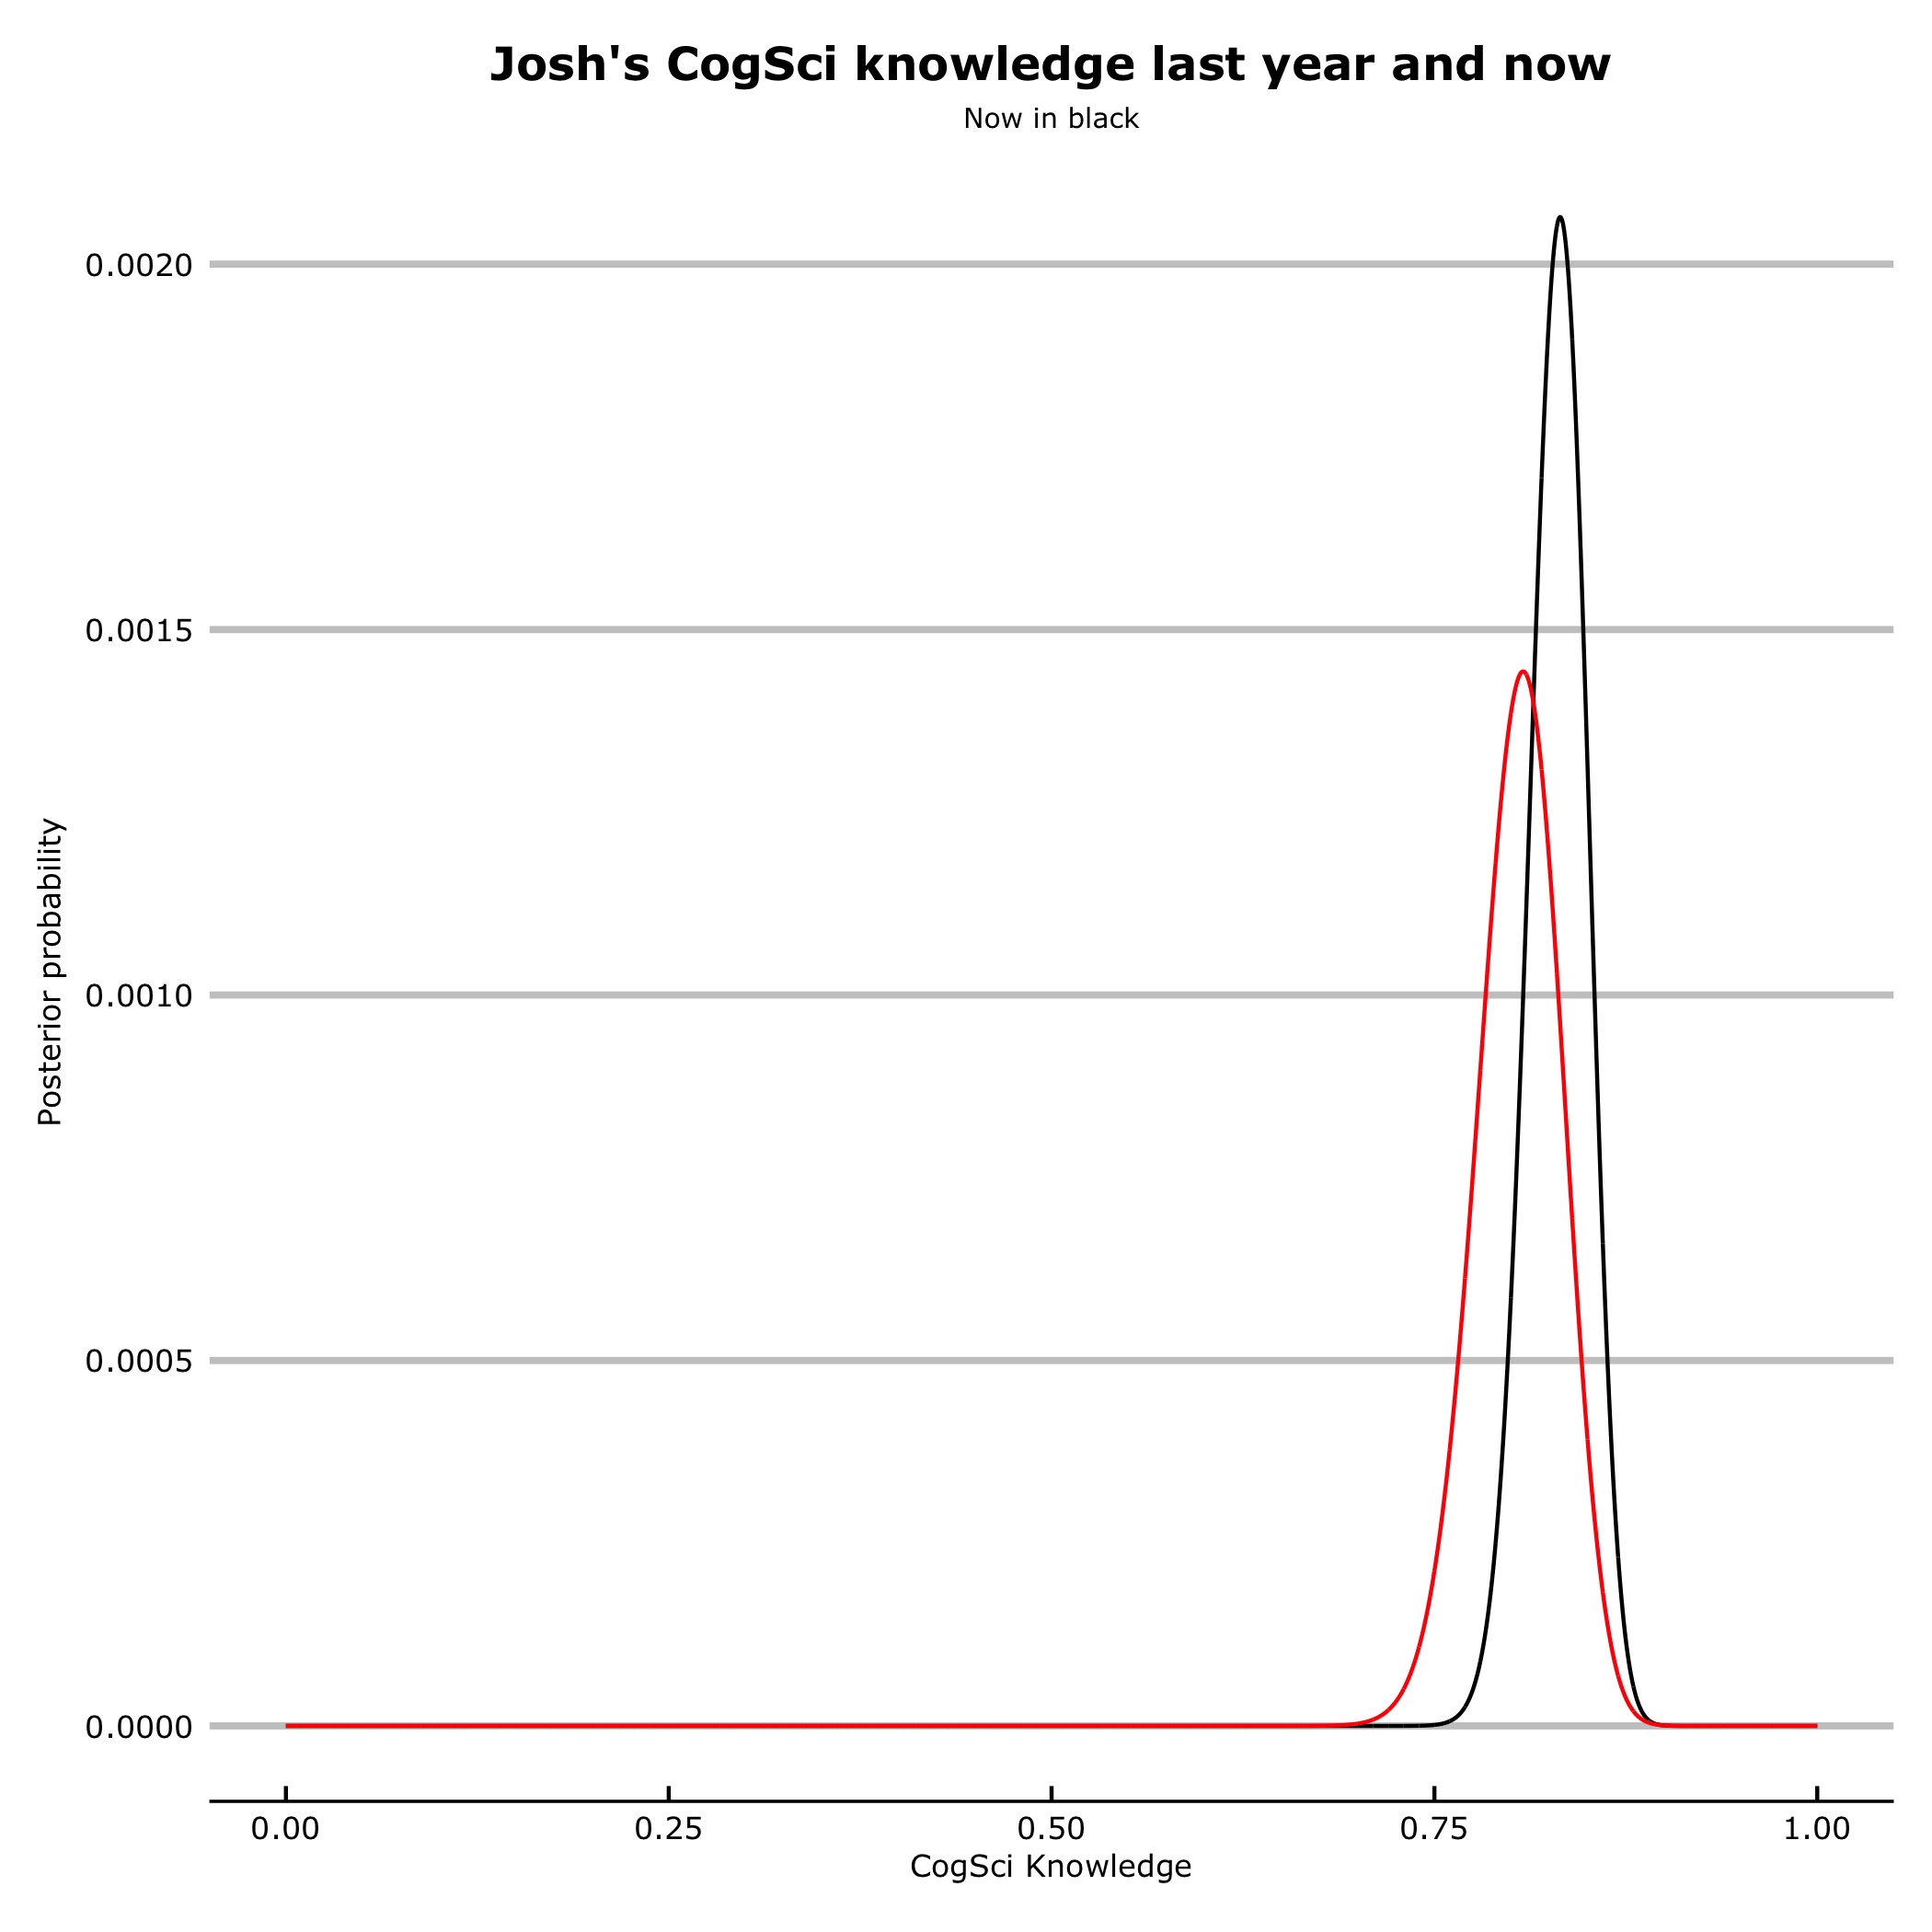 Josh's CogSci knowledge last year and now
Now in black
0.0020
0.0015
0.0010
0.0005
0.0000
Posterior probability
0.00 0.25 0.50 0.75 1.00
CogSci Knowledge